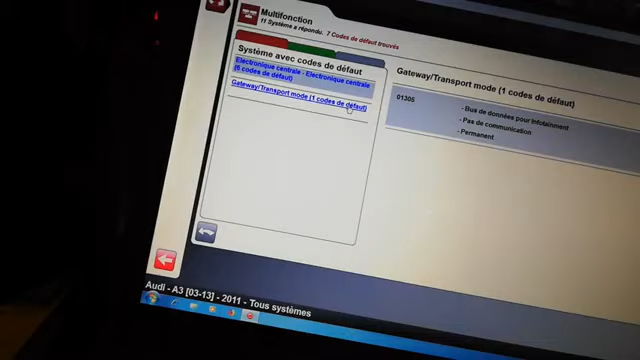 Multifonction
11 Système a répondu. 7 Codes de défaut trouvés
Système avec codes de défaut
Electronique centrale - Electronique centrale
(6 codes de défaut)
Gateway/Transport mode (1 codes de défaut)
Gateway/Transport mode (1 codes de défaut)
01305
- Bus de données pour Infotainment
- Pas de communication
- Permanent
Audi - A3 [03-13] - 2011 - Tous systèmes